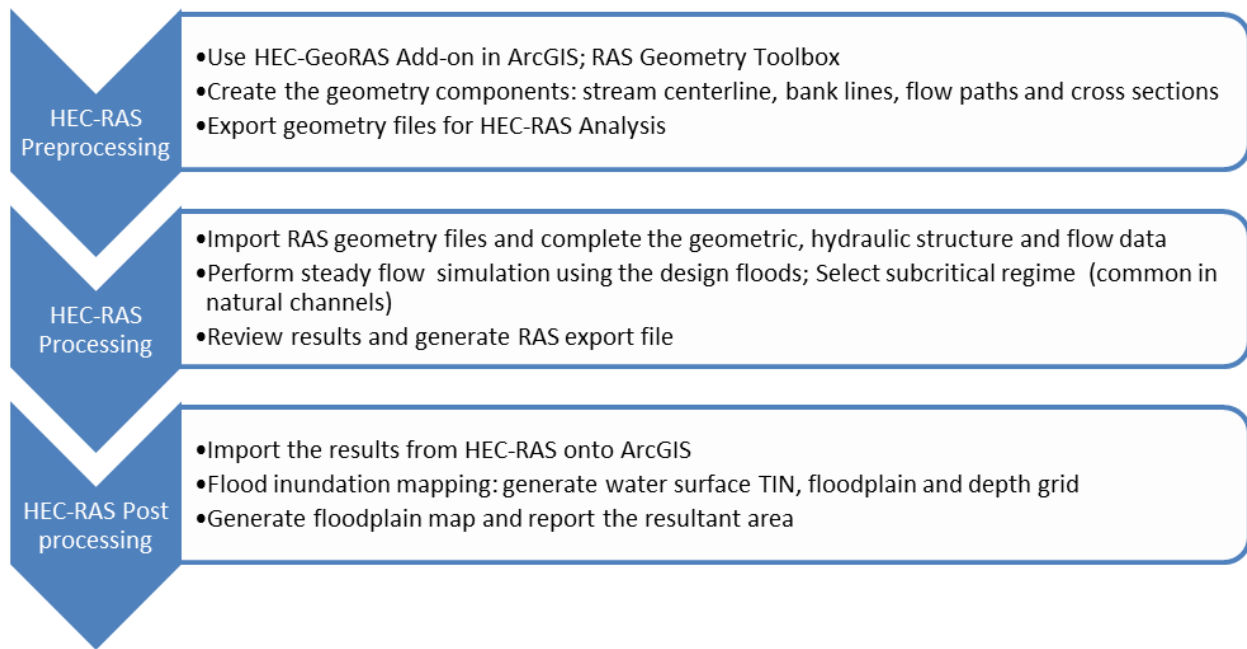 HEC-RAS
Preprocessing
•Use HEC-GeoRAS Add-on in ArcGIS; RAS Geometry Toolbox
•Create the geometry components: stream centerline, bank lines, flow paths and cross sections
•Export geometry files for HEC-RAS Analysis
HEC-RAS
Processing
•Import RAS geometry files and complete the geometric, hydraulic structure and flow data
•Perform steady flow simulation using the design floods; Select subcritical regime (common in
natural channels)
•Review results and generate RAS export file
HEC-RAS Post
processing
•Import the results from HEC-RAS onto ArcGIS
•Flood inundation mapping: generate water surface TIN, floodplain and depth grid
•Generate floodplain map and report the resultant area